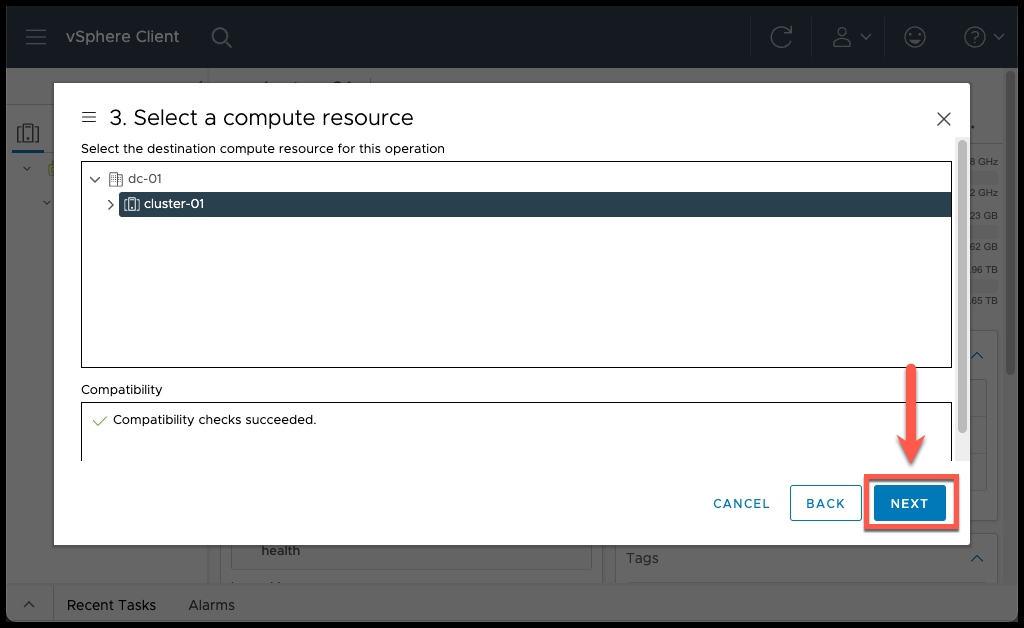 vSphere Client
3. Select a compute resource
Select the destination compute resource for this operation
dc-01
cluster-01
8 GHz
2 GHz
23 GB
62 GB
.96 TB
.65 TB
Compatibility
Compatibility checks succeeded.
CANCEL BACK NEXT
health
Tags
Recent Tasks Alarms